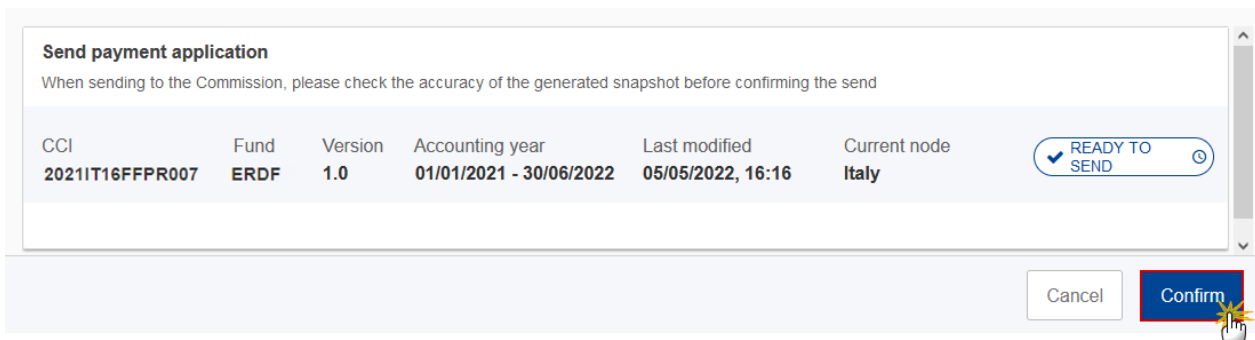 Send payment application
When sending to the Commission, please check the accuracy of the generated snapshot before confirming the send
CCI Fund Version Accounting year Last modified Current node
2021IT16FFPR007 ERDF 1.0 01/01/2021 - 30/06/2022 05/05/2022, 16:16 Italy
READY TO
SEND
Cancel Confirm